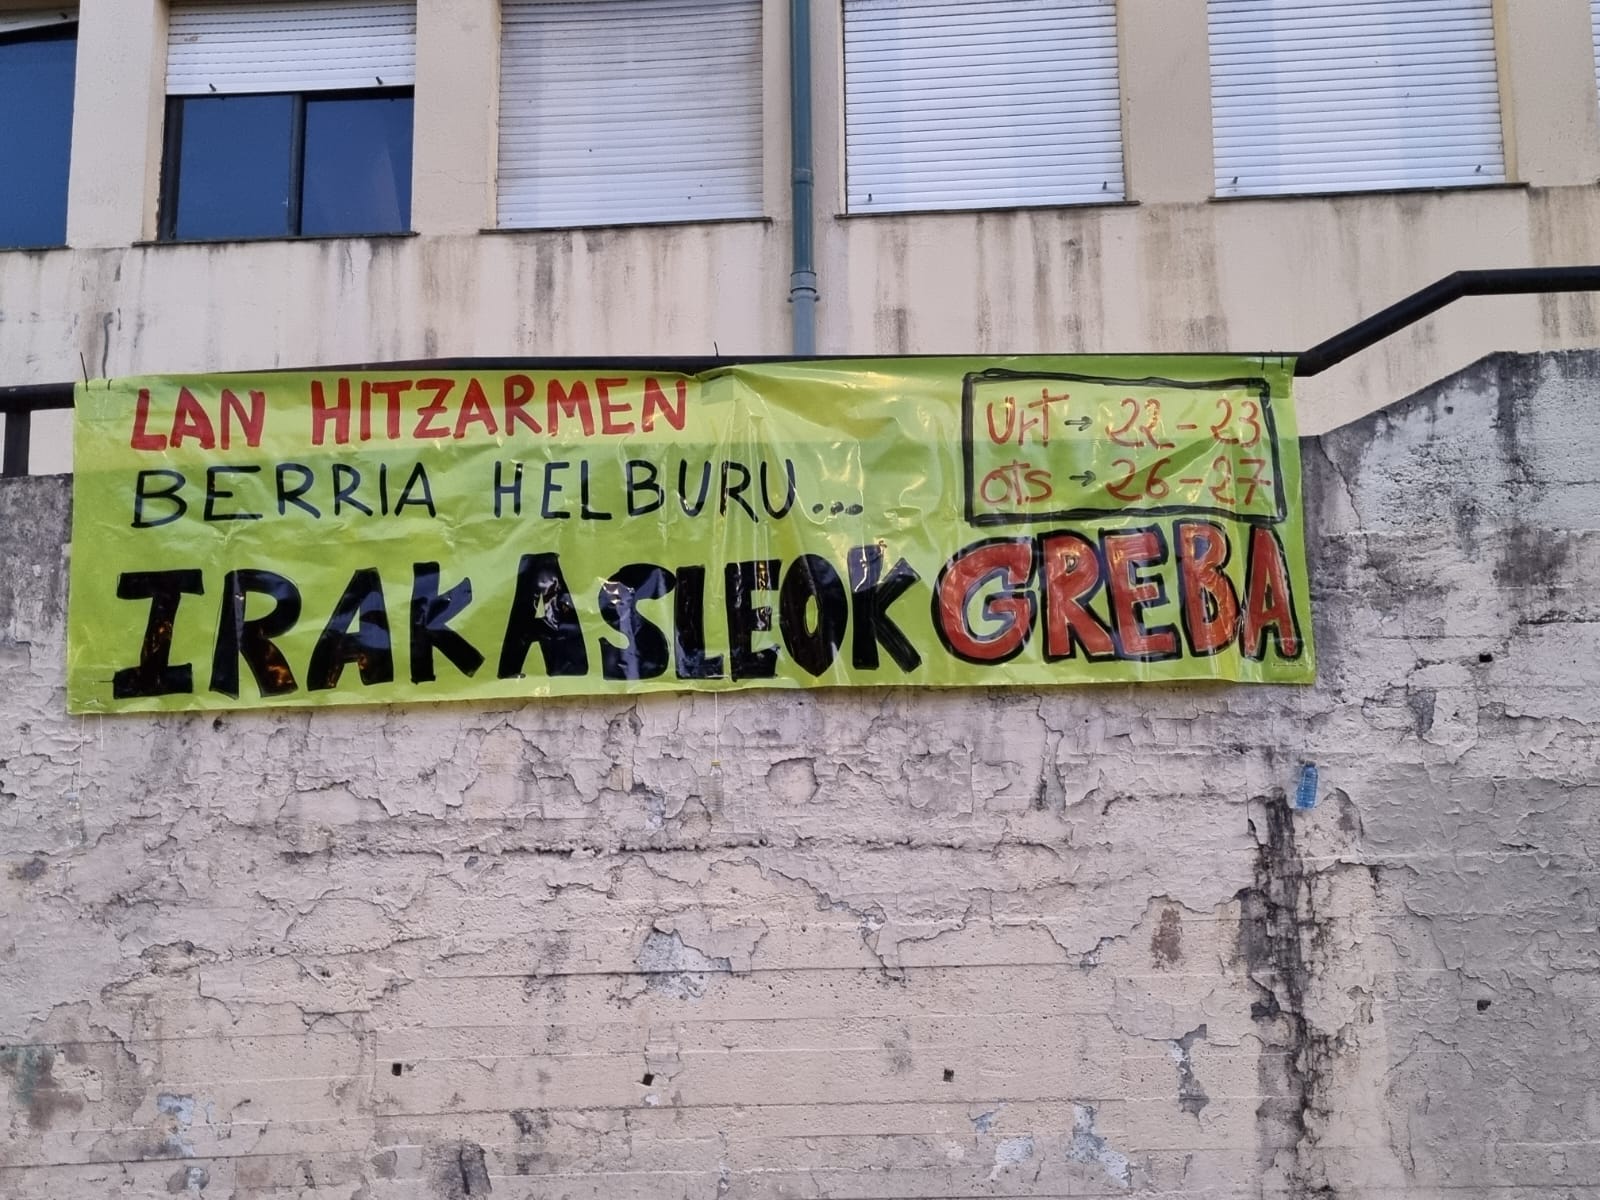 LAN HITZARMEN
BERRIA HELBURU...
Urt → 22-23
ots → 26-27
IRAKASLEOK GREBA